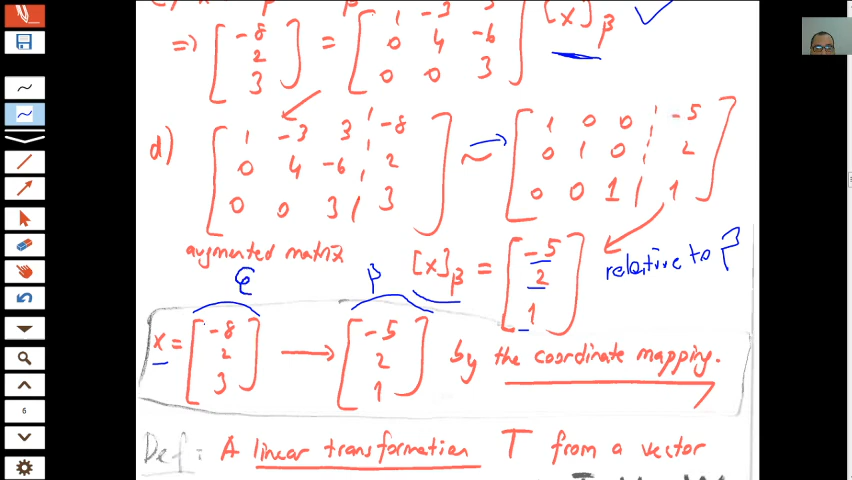 1 -3 3
=> [-8 2 3] = [0 4 -6 0 0 3] [x]β ✓
d) [1 -3 3 | -8 ~ [1 0 0 | -5
0 4 -6 | 2 0 1 0 | 2
0 0 3 | 3] 0 0 1 | 1]
augmented matrix [x]β = [-5 2 1] relative to β
x = [-8 2 3] → [-5 2 1] by the coordinate mapping.
Def: A linear transformation T from a vector
6